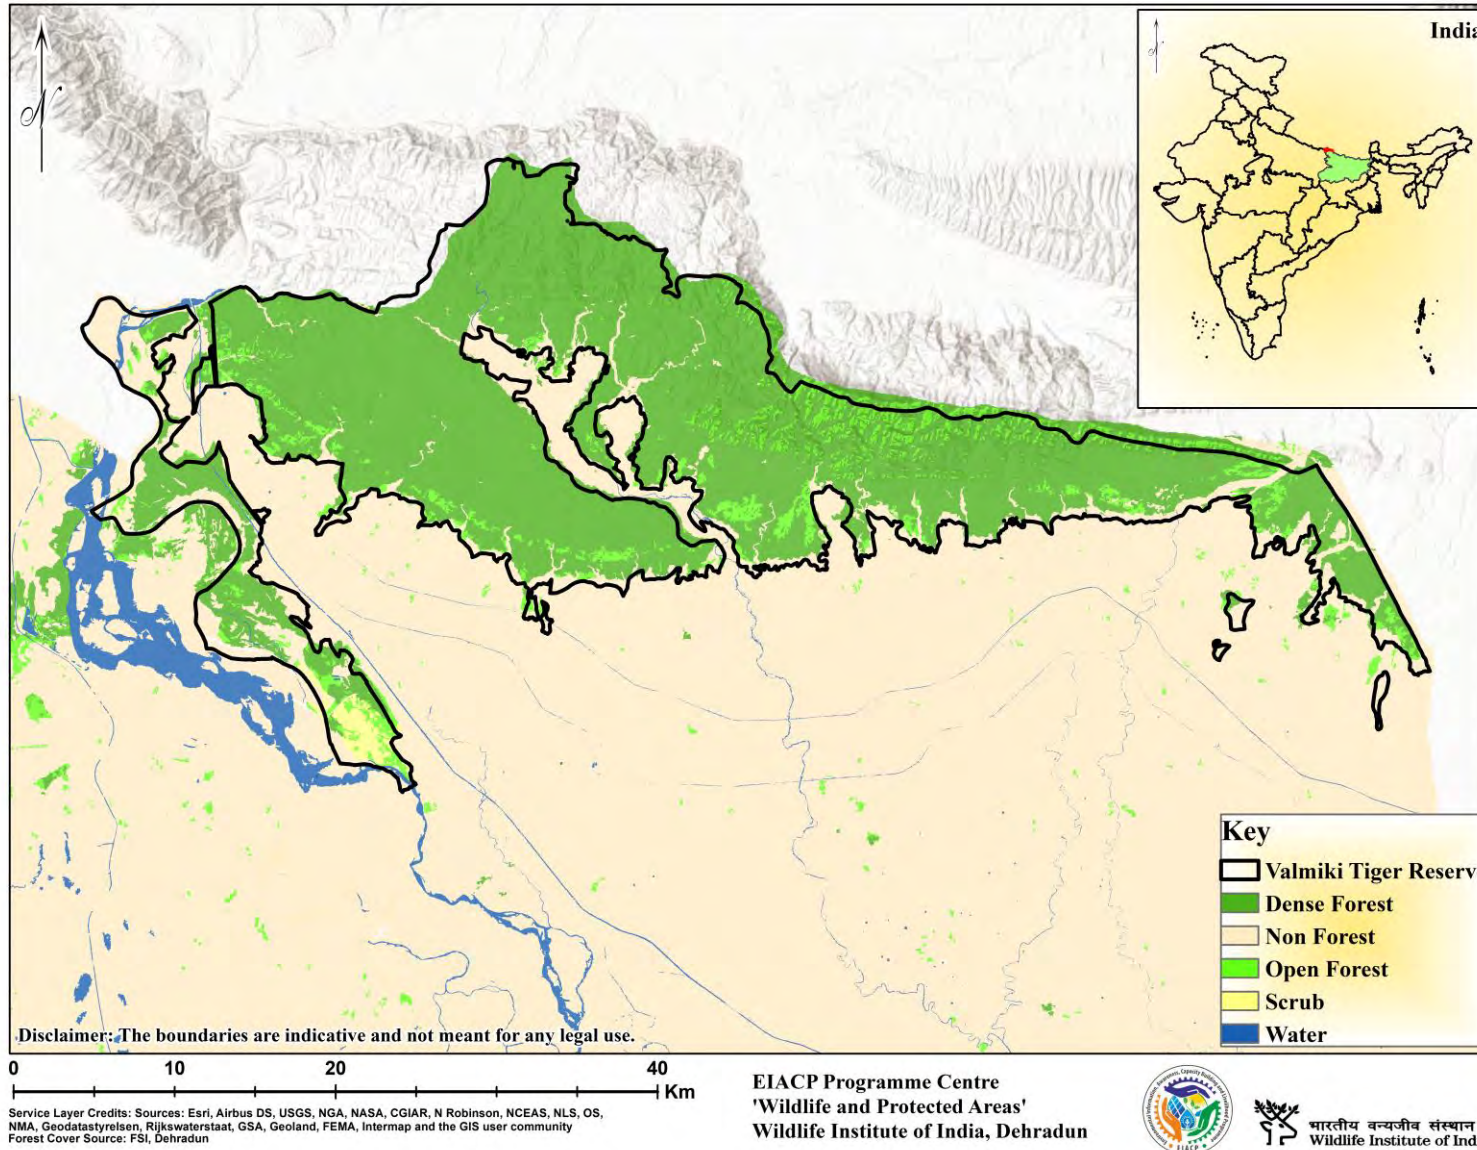 N
India
N
Key
Valmiki Tiger Reserv
Dense Forest
Non Forest
Open Forest
Scrub
Water
Disclaimer: The boundaries are indicative and not meant for any legal use.
0 10 20 40
Km
Service Layer Credits: Sources: Esri, Airbus DS, USGS, NGA, NASA, CGIAR, N Robinson, NCEAS, NLS, OS,
NMA, Geodatastyrelsen, Rijkswaterstaat, GSA, Geoland, FEMA, Intermap and the GIS user community
Forest Cover Source: FSI, Dehradun
EIACP Programme Centre
'Wildlife and Protected Areas'
Wildlife Institute of India, Dehradun
EIACP
भारतीय वन्यजीव संस्थान
Wildlife Institute of Ind